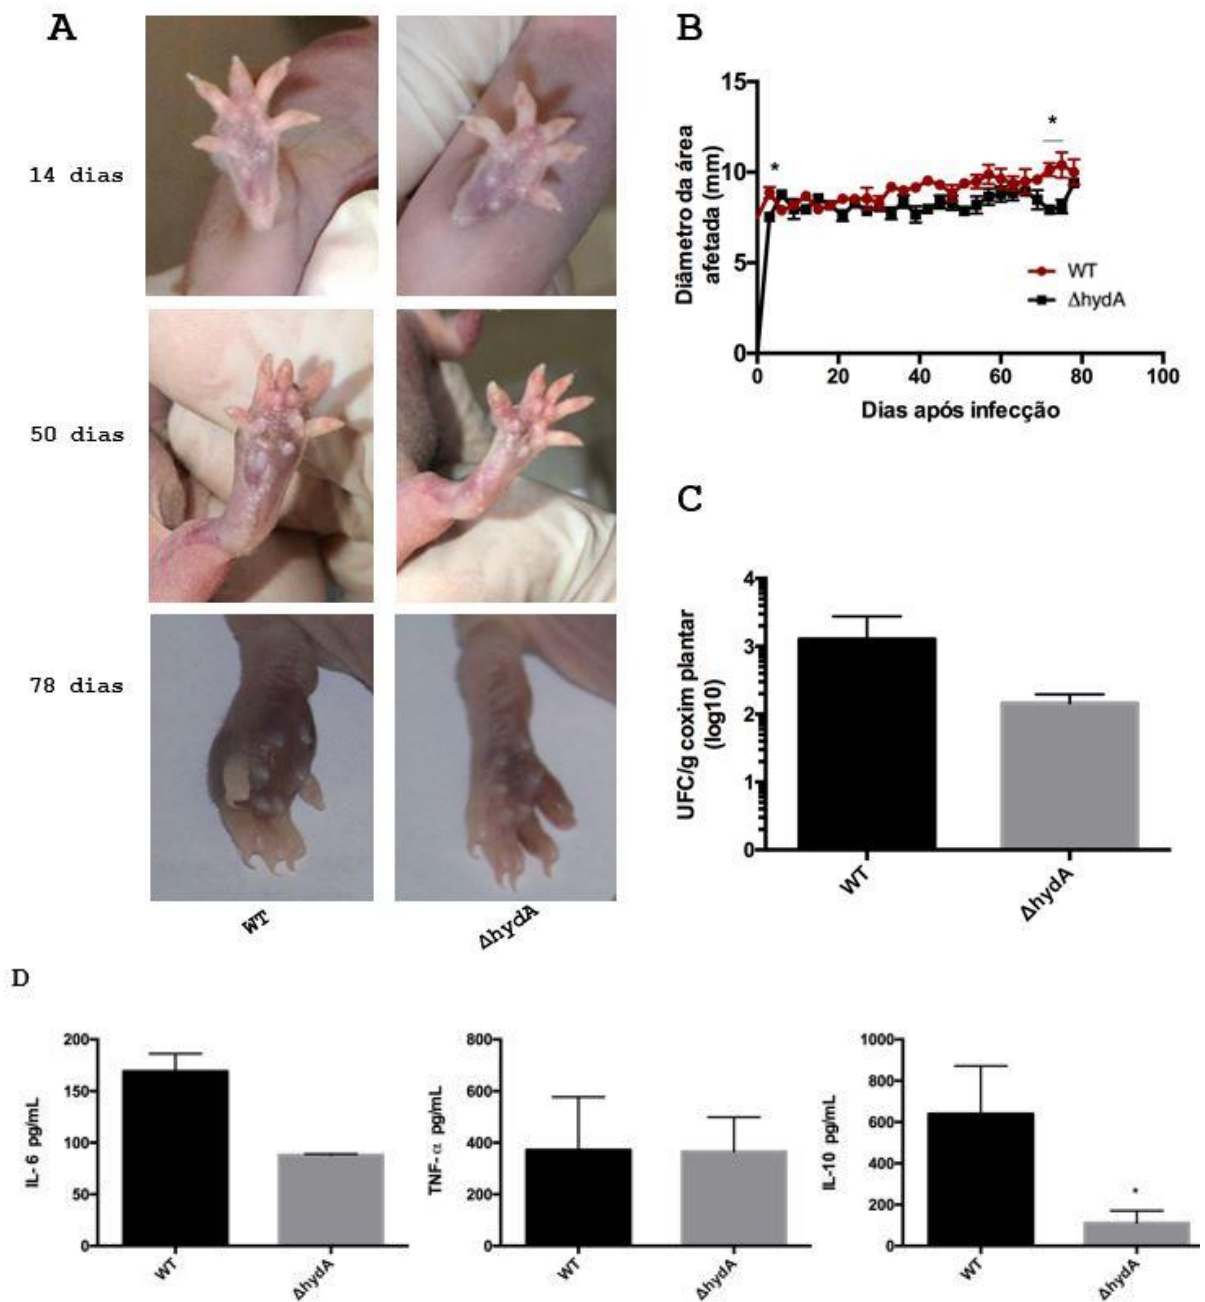 A
14 dias
50 dias
78 dias
WT
ΔhydA
B
Diâmetro da área
afetada (mm)
15
10
5
0
*
*
WT
ΔhydA
0
20
40
60
80
100
Dias após infecção
C
UFC/g coxim plantar
(log10)
4
3
2
1
0
WT
ΔhydA
D
IL- 6 pg/mL
200
150
100
50
0
WT
ΔhydA
TNF- α pg/mL
800
600
400
200
0
WT
ΔhydA
IL-10 pg/mL
1000
800
600
400
200
0
*
WT
ΔhydA